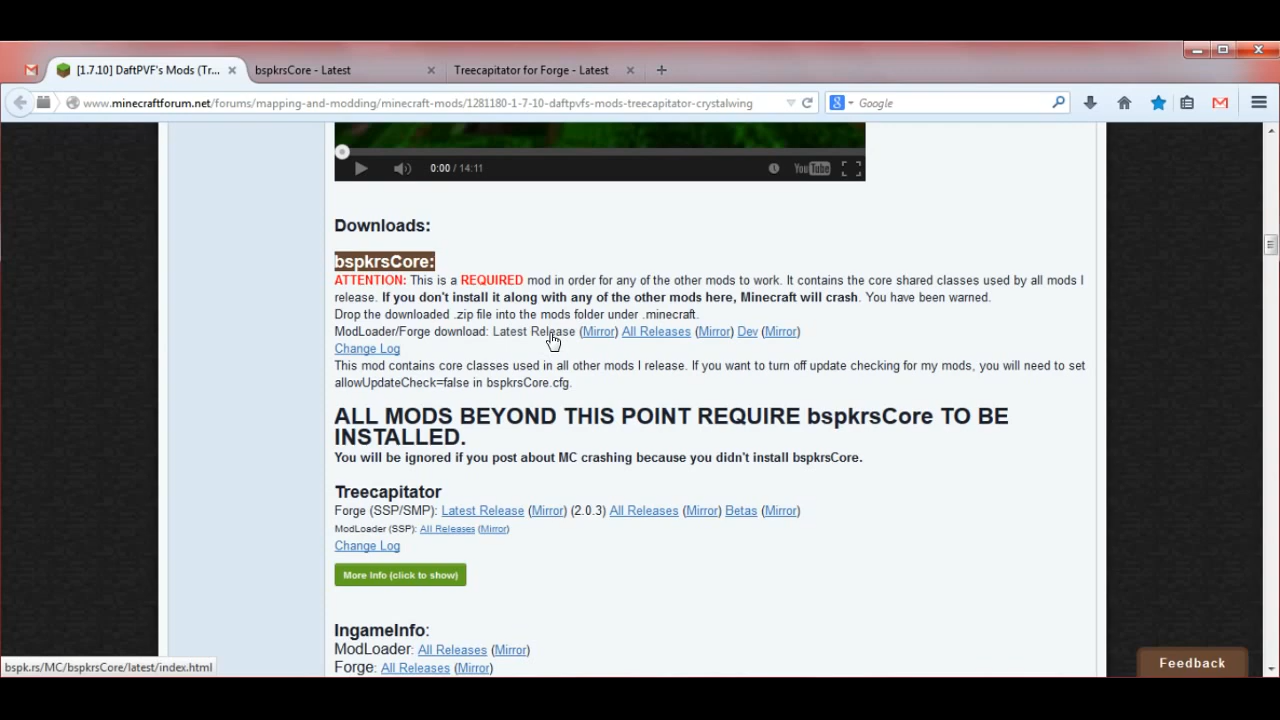 [1.7.10] DaftPVF's Mods (Tr...
bspkrsCore - Latest
Treecapitator for Forge - Latest
www.minecraftforum.net/forums/mapping-and-modding/minecraft-mods/1281180-1-7-10-daftpvfs-mods-treecapitator-crystalwing
Google
0:00 / 14:11
YouTube
Downloads:
bspkrsCore:
ATTENTION: This is a REQUIRED mod in order for any of the other mods to work. It contains the core shared classes used by all mods I
release. If you don't install it along with any of the other mods here, Minecraft will crash. You have been warned.
Drop the downloaded .zip file into the mods folder under .minecraft.
ModLoader/Forge download: Latest Release (Mirror) All Releases (Mirror) Dev (Mirror)
Change Log
This mod contains core classes used in all other mods I release. If you want to turn off update checking for my mods, you will need to set
allowUpdateCheck=false in bspkrsCore.cfg.
ALL MODS BEYOND THIS POINT REQUIRE bspkrsCore TO BE
INSTALLED.
You will be ignored if you post about MC crashing because you didn't install bspkrsCore.
Treecapitator
Forge (SSP/SMP): Latest Release (Mirror) (2.0.3) All Releases (Mirror) Betas (Mirror)
ModLoader (SSP): All Releases (Mirror)
Change Log
More Info (click to show)
IngameInfo:
ModLoader: All Releases (Mirror)
Forge: All Releases (Mirror)
bspk.rs/MC/bspkrsCore/latest/index.html
Feedback